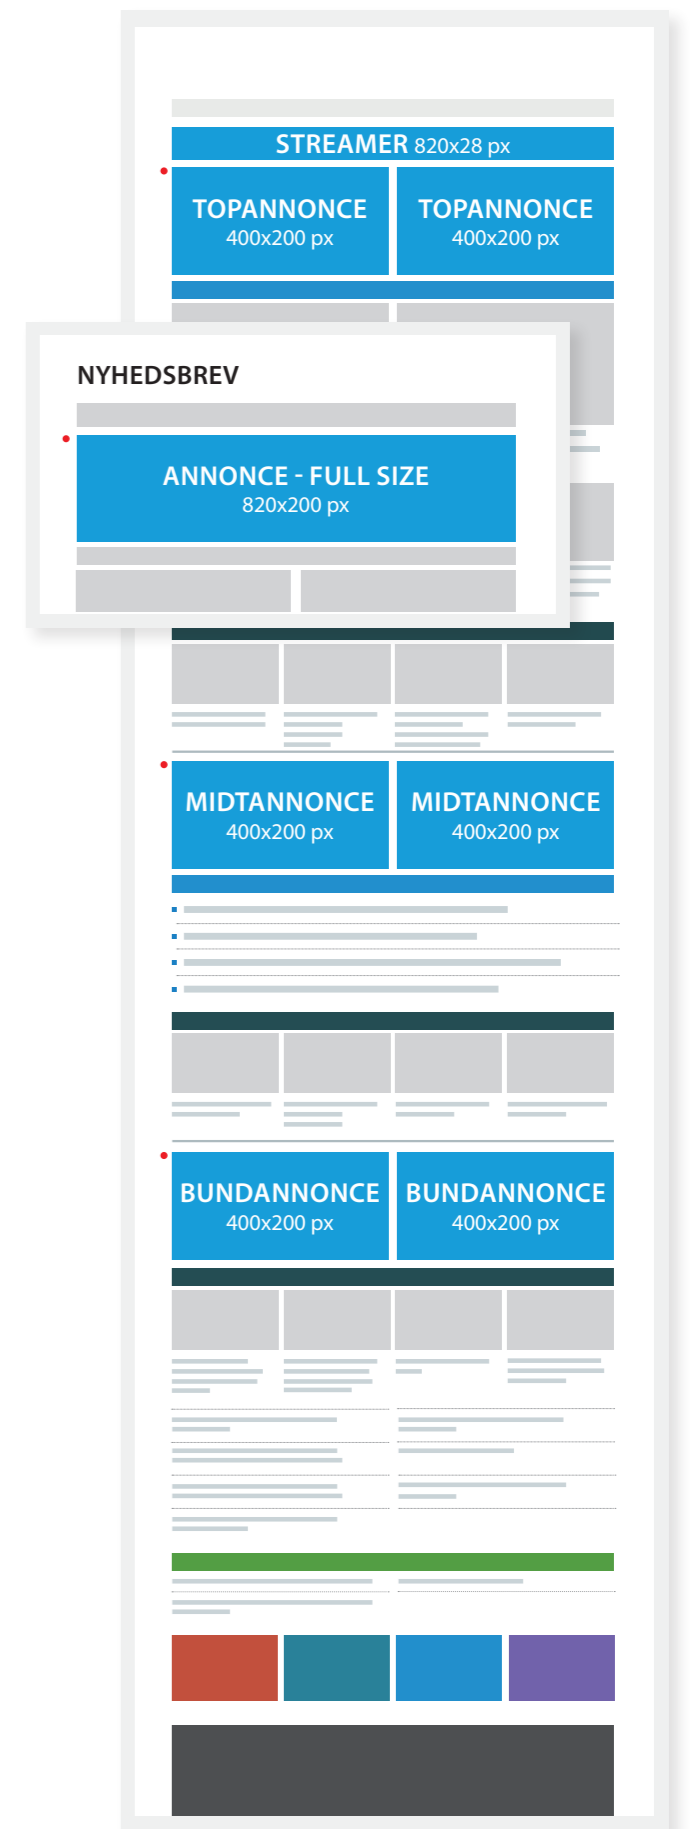 STREAMER 820x28 px
TOPANNONCE
400x200 px
TOPANNONCE
400x200 px
NYHEDSBREV
ANNONCE - FULL SIZE
820x200 px
MIDTANNONCE
400x200 px
MIDTANNONCE
400x200 px
BUNDANNONCE
400x200 px
BUNDANNONCE
400x200 px